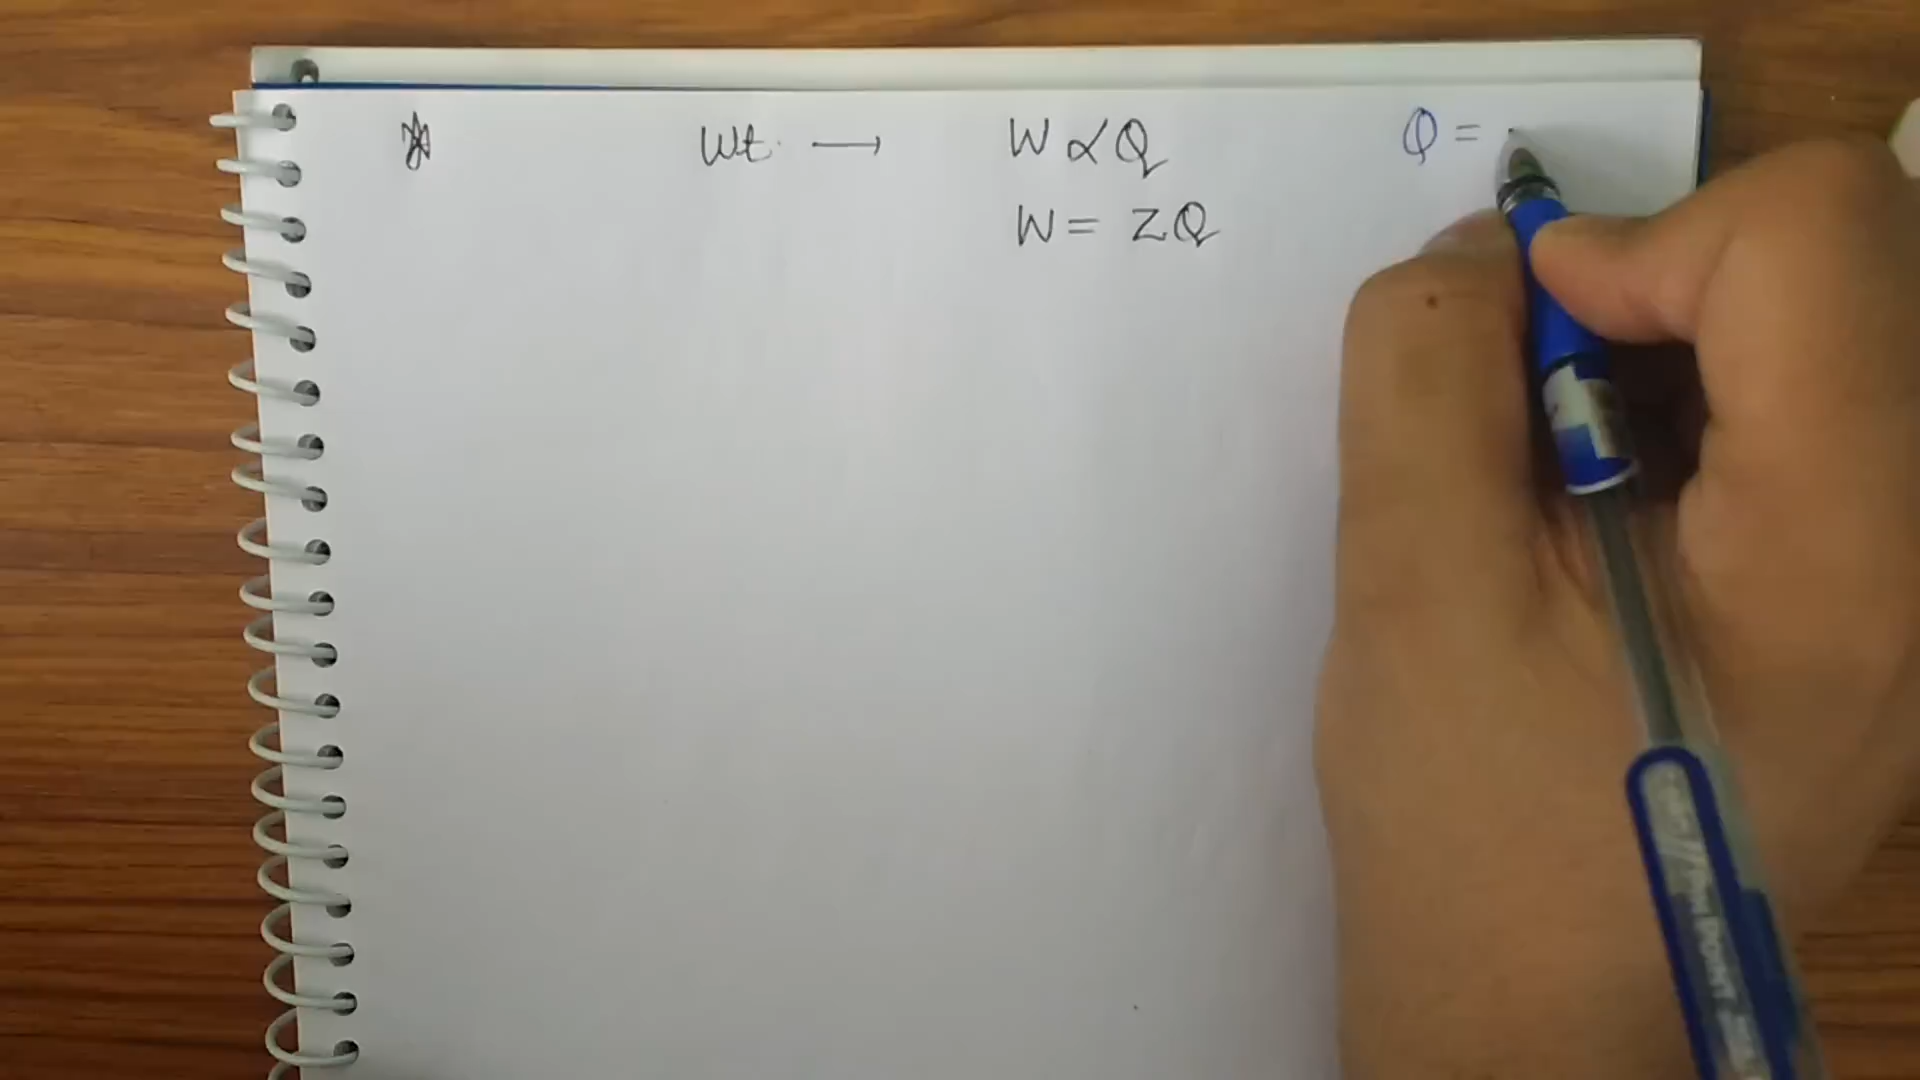 Wt. → W ∝ Q Q =
W = ZQ